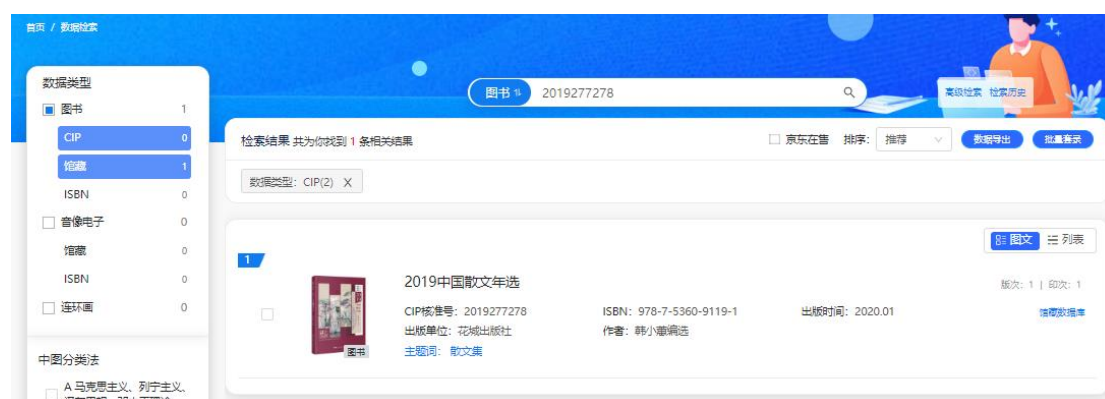 首页 / 数据检索
图书 2019277278
高级检索 检索历史
数据类型
图书 1
CIP 0
馆藏 1
ISBN 0
音像电子 0
馆藏 0
ISBN 0
连环画 0
中图分类法
A 马克思主义、列宁主义、
检索结果 共为你找到 1 条相关结果
京东在售 排序: 推荐 数据导出 批量套录
数据类型: CIP(2) X
图文 列表
1
2019中国散文年选
版次: 1 | 印次: 1
CIP核准号: 2019277278 ISBN: 978-7-5360-9119-1 出版时间: 2020.01 馆藏数据库
出版单位: 花城出版社 作者: 韩小蕙编选
主题词: 散文集
图书